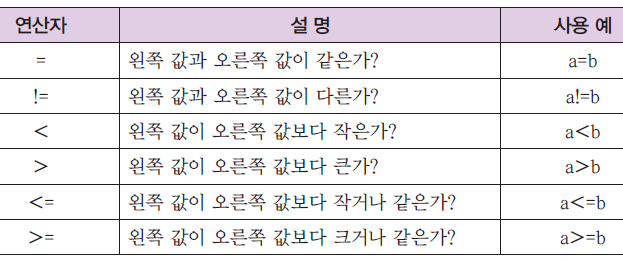 연산자 설 명 사용 예
= 왼쪽 값과 오른쪽 값이 같은가? a=b
!= 왼쪽 값과 오른쪽 값이 다른가? a!=b
< 왼쪽 값이 오른쪽 값보다 작은가? a<b
> 왼쪽 값이 오른쪽 값보다 큰가? a>b
<= 왼쪽 값이 오른쪽 값보다 작거나 같은가? a<=b
>= 왼쪽 값이 오른쪽 값보다 크거나 같은가? a>=b